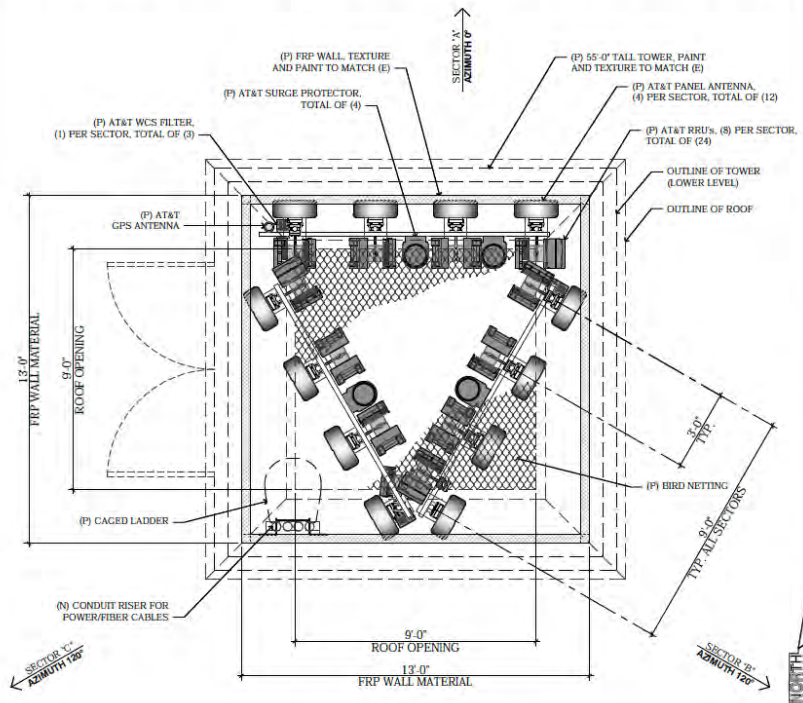 SECTOR "A"
AZIMUTH 0°
(P) FRP WALL, TEXTURE
AND PAINT TO MATCH (E)
(P) 55'-0" TALL TOWER, PAINT
AND TEXTURE TO MATCH (E)
(P) AT&T SURGE PROTECTOR,
TOTAL OF (4)
(P) AT&T PANEL ANTENNA,
(4) PER SECTOR, TOTAL OF (12)
(P) AT&T WCS FILTER,
(1) PER SECTOR, TOTAL OF (3)
(P) AT&T RRU's, (8) PER SECTOR,
TOTAL OF (24)
OUTLINE OF TOWER
(LOWER LEVEL)
OUTLINE OF ROOF
(P) AT&T
GPS ANTENNA
13'-0"
FRP WALL MATERIAL
9'-0"
ROOF OPENING
3'-0"
TYP.
9'-0"
TYP. ALL SECTORS
(P) BIRD NETTING
(P) CAGED LADDER
(N) CONDUIT RISER FOR
POWER/FIBER CABLES
9'-0"
ROOF OPENING
13'-0"
FRP WALL MATERIAL
SECTOR "C"
AZIMUTH 120°
SECTOR "B"
AZIMUTH 120°
NORTH